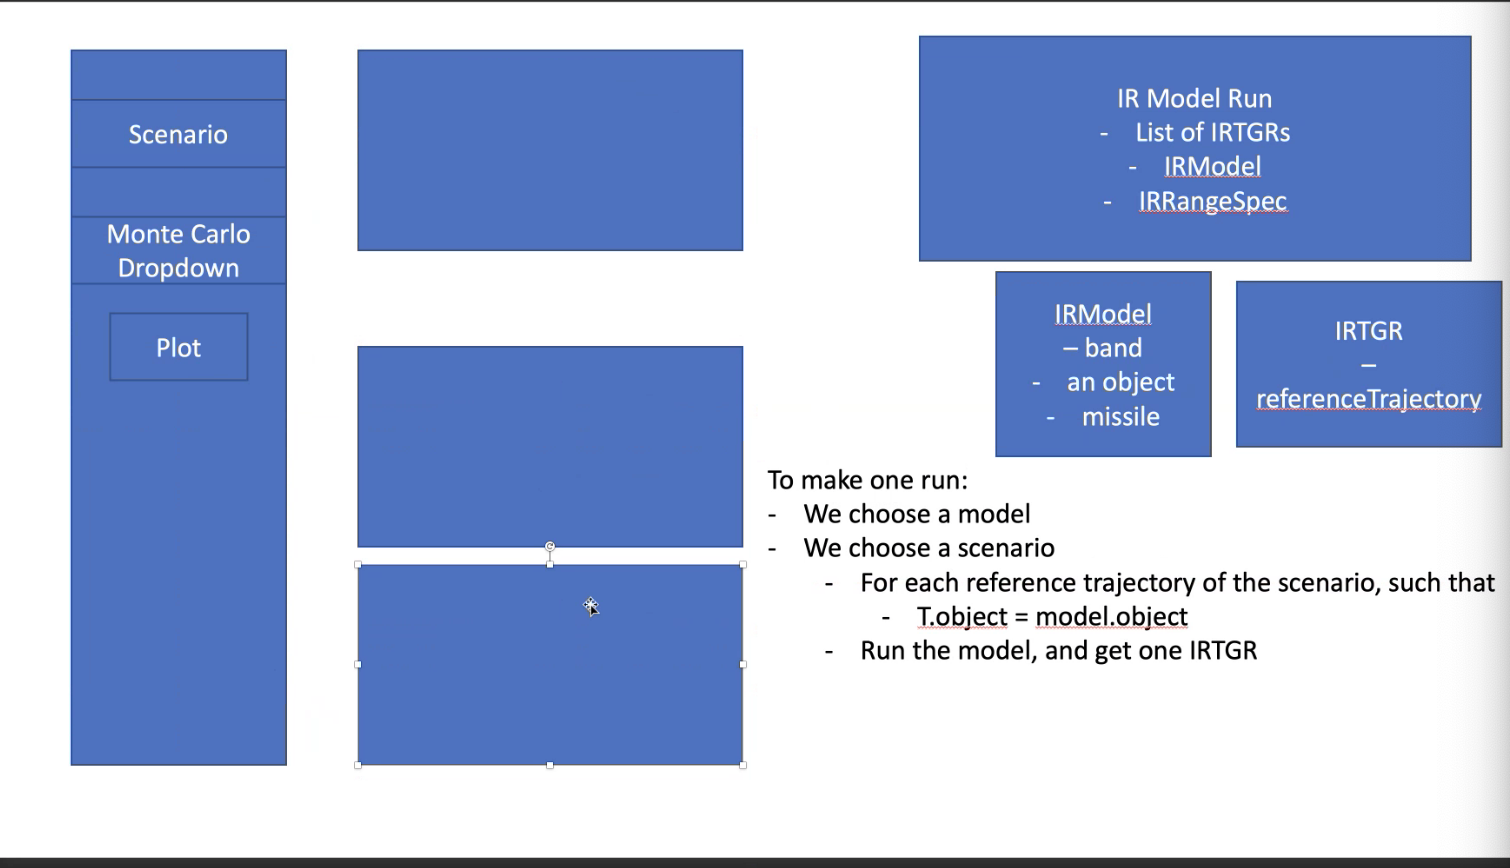 Scenario
Monte Carlo
Dropdown
Plot
IR Model Run
- List of IRTGRs
- IRModel
- IRRangeSpec
IRModel
– band
- an object
- missile
IRTGR
–
referenceTrajectory
To make one run:
- We choose a model
- We choose a scenario
- For each reference trajectory of the scenario, such that
- T.object = model.object
- Run the model, and get one IRTGR